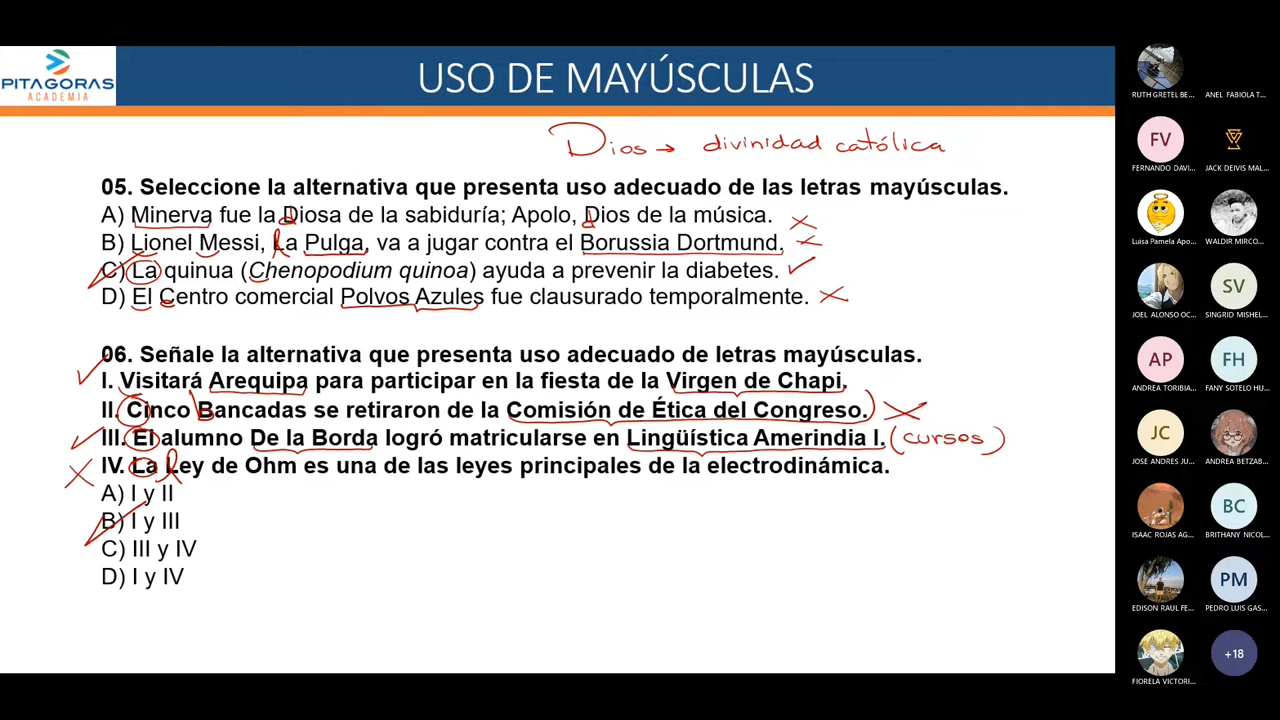 PITAGORAS
ACADEMIA
USO DE MAYÚSCULAS
Dios → divinidad católica
05. Seleccione la alternativa que presenta uso adecuado de las letras mayúsculas.
A) Minerva fue la Diosa de la sabiduría; Apolo, Dios de la música.
d d
B) Lionel Messi, La Pulga, va a jugar contra el Borussia Dortmund.
l
C) La quinua (Chenopodium quinoa) ayuda a prevenir la diabetes.
D) El Centro comercial Polvos Azules fue clausurado temporalmente.
c
06. Señale la alternativa que presenta uso adecuado de letras mayúsculas.
I. Visitará Arequipa para participar en la fiesta de la Virgen de Chapi.
II. Cinco Bancadas se retiraron de la Comisión de Ética del Congreso.
b
III. El alumno De la Borda logró matricularse en Lingüística Amerindia I. (cursos)
IV. La Ley de Ohm es una de las leyes principales de la electrodinámica.
l
A) I y II
B) I y III
C) III y IV
D) I y IV
RUTH GRETEL BE... ANEL FABIOLA T...
FV
FERNANDO DAVI... JACK DEIVIS MAL...
Luisa Pamela Apo... WALDIR MIRCO...
SV
JOEL ALONSO OC... SINGRID MISHEL...
AP FH
ANDREA TORIBIA... FANY SOTELO HU...
JC
JOSE ANDRES JU... ANDREA BETZAB...
BC
ISAAC ROJAS AG... BRITHANY NICOL...
PM
EDISON RAUL FE... PEDRO LUIS GAS...
+18
FIORELA VICTORI...